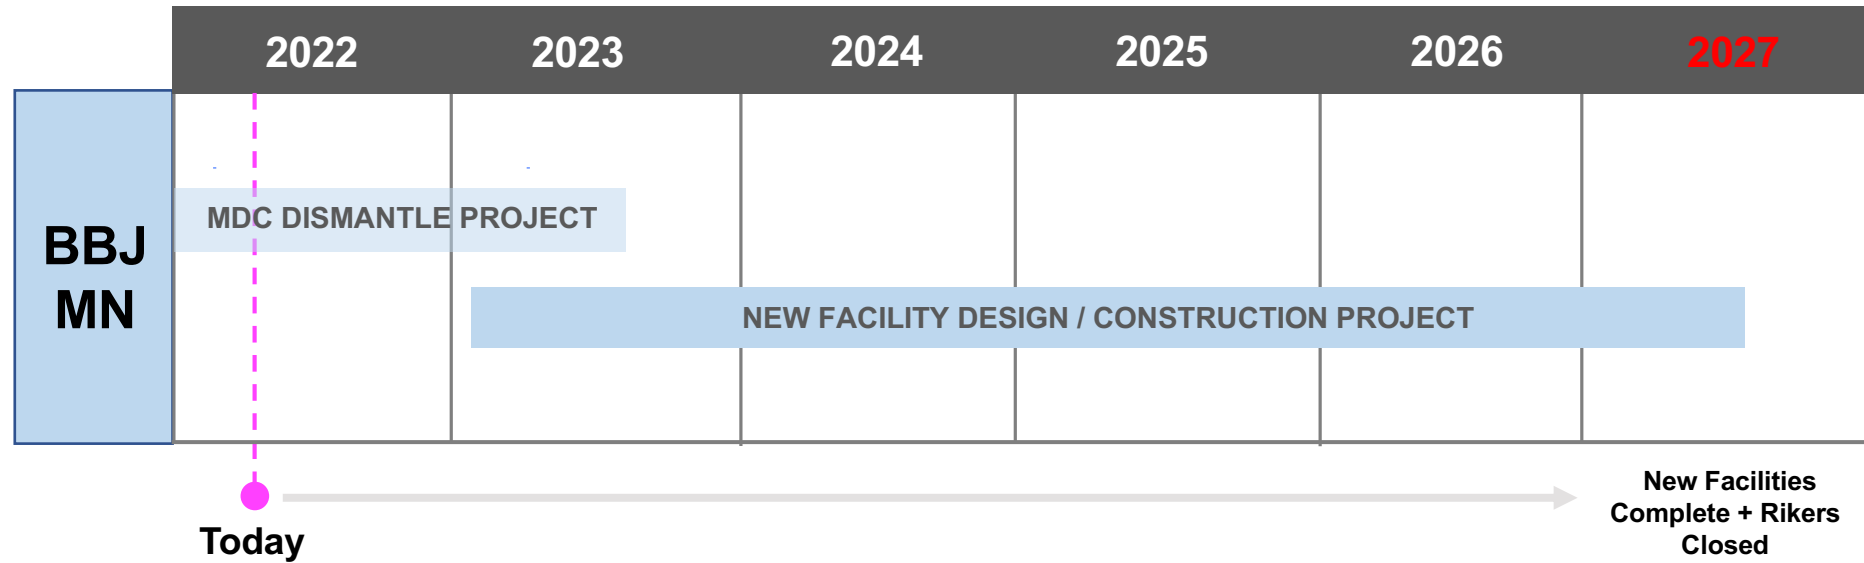 2022 2023 2024 2025 2026 2027
BBJ
MN
MDC DISMANTLE PROJECT
NEW FACILITY DESIGN / CONSTRUCTION PROJECT
Today
New Facilities
Complete + Rikers
Closed